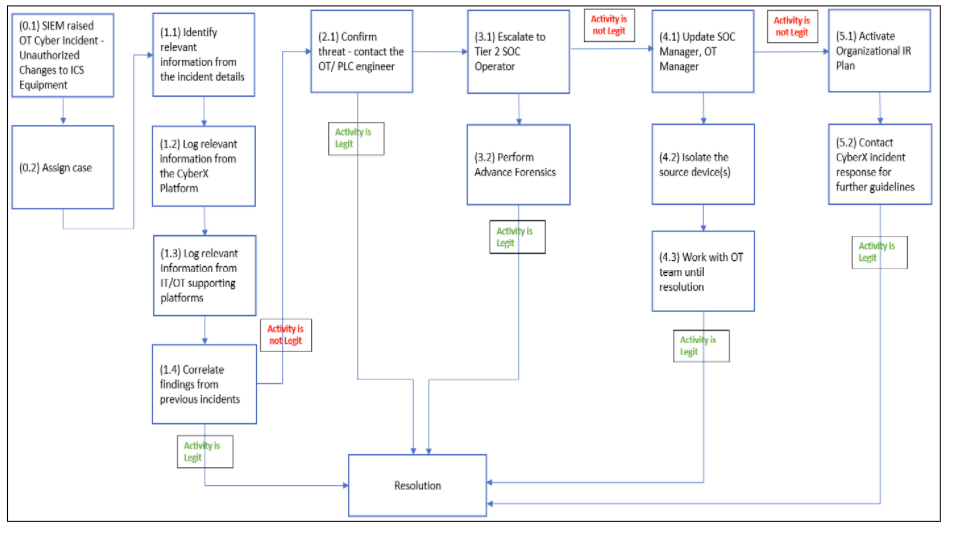 (0.1) SIEM raised
OT Cyber Incident -
Unauthorized
Changes to ICS
Equipment
(0.2) Assign case
(1.1) Identify
relevant
information from
the incident details
(1.2) Log relevant
information from
the CyberX
Platform
(1.3) Log relevant
information from
IT/OT supporting
platforms
(1.4) Correlate
findings from
previous incidents
Activity is
Legit
Activity is
not Legit
(2.1) Confirm
threat - contact the
OT/ PLC engineer
Activity is
Legit
(3.1) Escalate to
Tier 2 SOC
Operator
(3.2) Perform
Advance Forensics
Activity is
Legit
Activity is
not Legit
(4.1) Update SOC
Manager, OT
Manager
(4.2) Isolate the
source device(s)
(4.3) Work with OT
team until
resolution
Activity is
Legit
Activity is
not Legit
(5.1) Activate
Organizational IR
Plan
(5.2) Contact
CyberX incident
response for
further guidelines
Activity is
Legit
Resolution